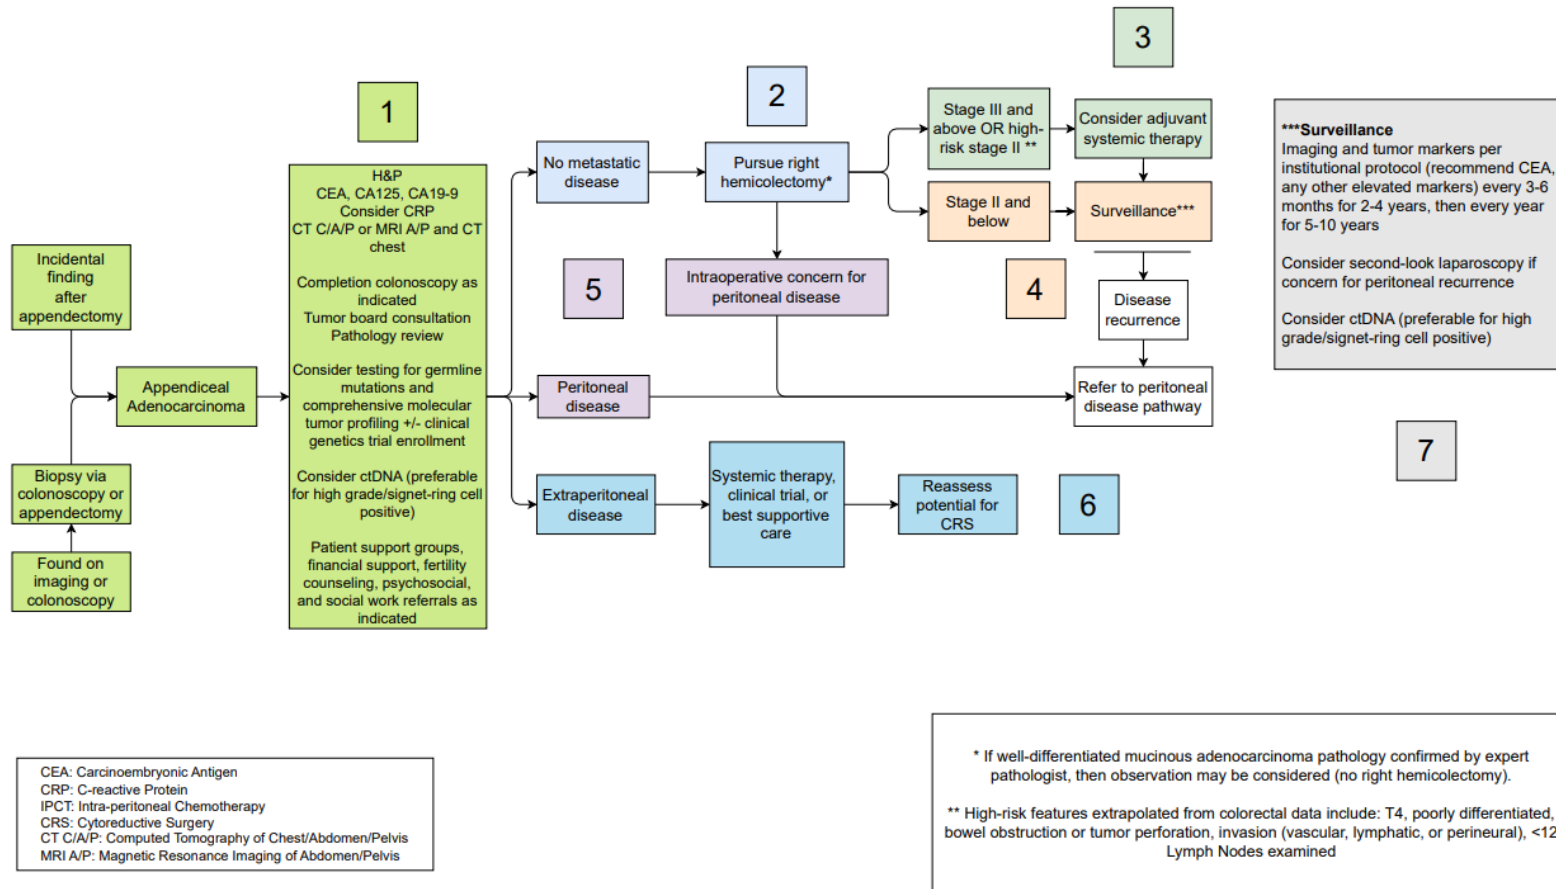 Incidental
finding
after
appendectomy
Biopsy via
colonoscopy or
appendectomy
Found on
imaging or
colonoscopy
Appendiceal
Adenocarcinoma
1
H&P
CEA, CA125, CA19-9
Consider CRP
CT C/A/P or MRI A/P and CT
chest
Completion colonoscopy as
indicated
Tumor board consultation
Pathology review
Consider testing for germline
mutations and
comprehensive molecular
tumor profiling +/- clinical
genetics trial enrollment
Consider ctDNA (preferable
for high grade/signet-ring cell
positive)
Patient support groups,
financial support, fertility
counseling, psychosocial,
and social work referrals as
indicated
No metastatic
disease
2
Pursue right
hemicolectomy*
Stage III and
above OR high-
risk stage II **
3
Consider adjuvant
systemic therapy
Stage II and
below
Surveillance***
4
5
Intraoperative concern for
peritoneal disease
Disease
recurrence
Peritoneal
disease
Refer to peritoneal
disease pathway
Extraperitoneal
disease
Systemic therapy,
clinical trial, or
best supportive
care
Reassess
potential for
CRS
6
***Surveillance
Imaging and tumor markers per
institutional protocol (recommend CEA,
any other elevated markers) every 3-6
months for 2-4 years, then every year
for 5-10 years
Consider second-look laparoscopy if
concern for peritoneal recurrence
Consider ctDNA (preferable for high
grade/signet-ring cell positive)
7
CEA: Carcinoembryonic Antigen
CRP: C-reactive Protein
IPCT: Intra-peritoneal Chemotherapy
CRS: Cytoreductive Surgery
CT C/A/P: Computed Tomography of Chest/Abdomen/Pelvis
MRI A/P: Magnetic Resonance Imaging of Abdomen/Pelvis
* If well-differentiated mucinous adenocarcinoma pathology confirmed by expert
pathologist, then observation may be considered (no right hemicolectomy).
** High-risk features extrapolated from colorectal data include: T4, poorly differentiated,
bowel obstruction or tumor perforation, invasion (vascular, lymphatic, or perineural), <12
Lymph Nodes examined